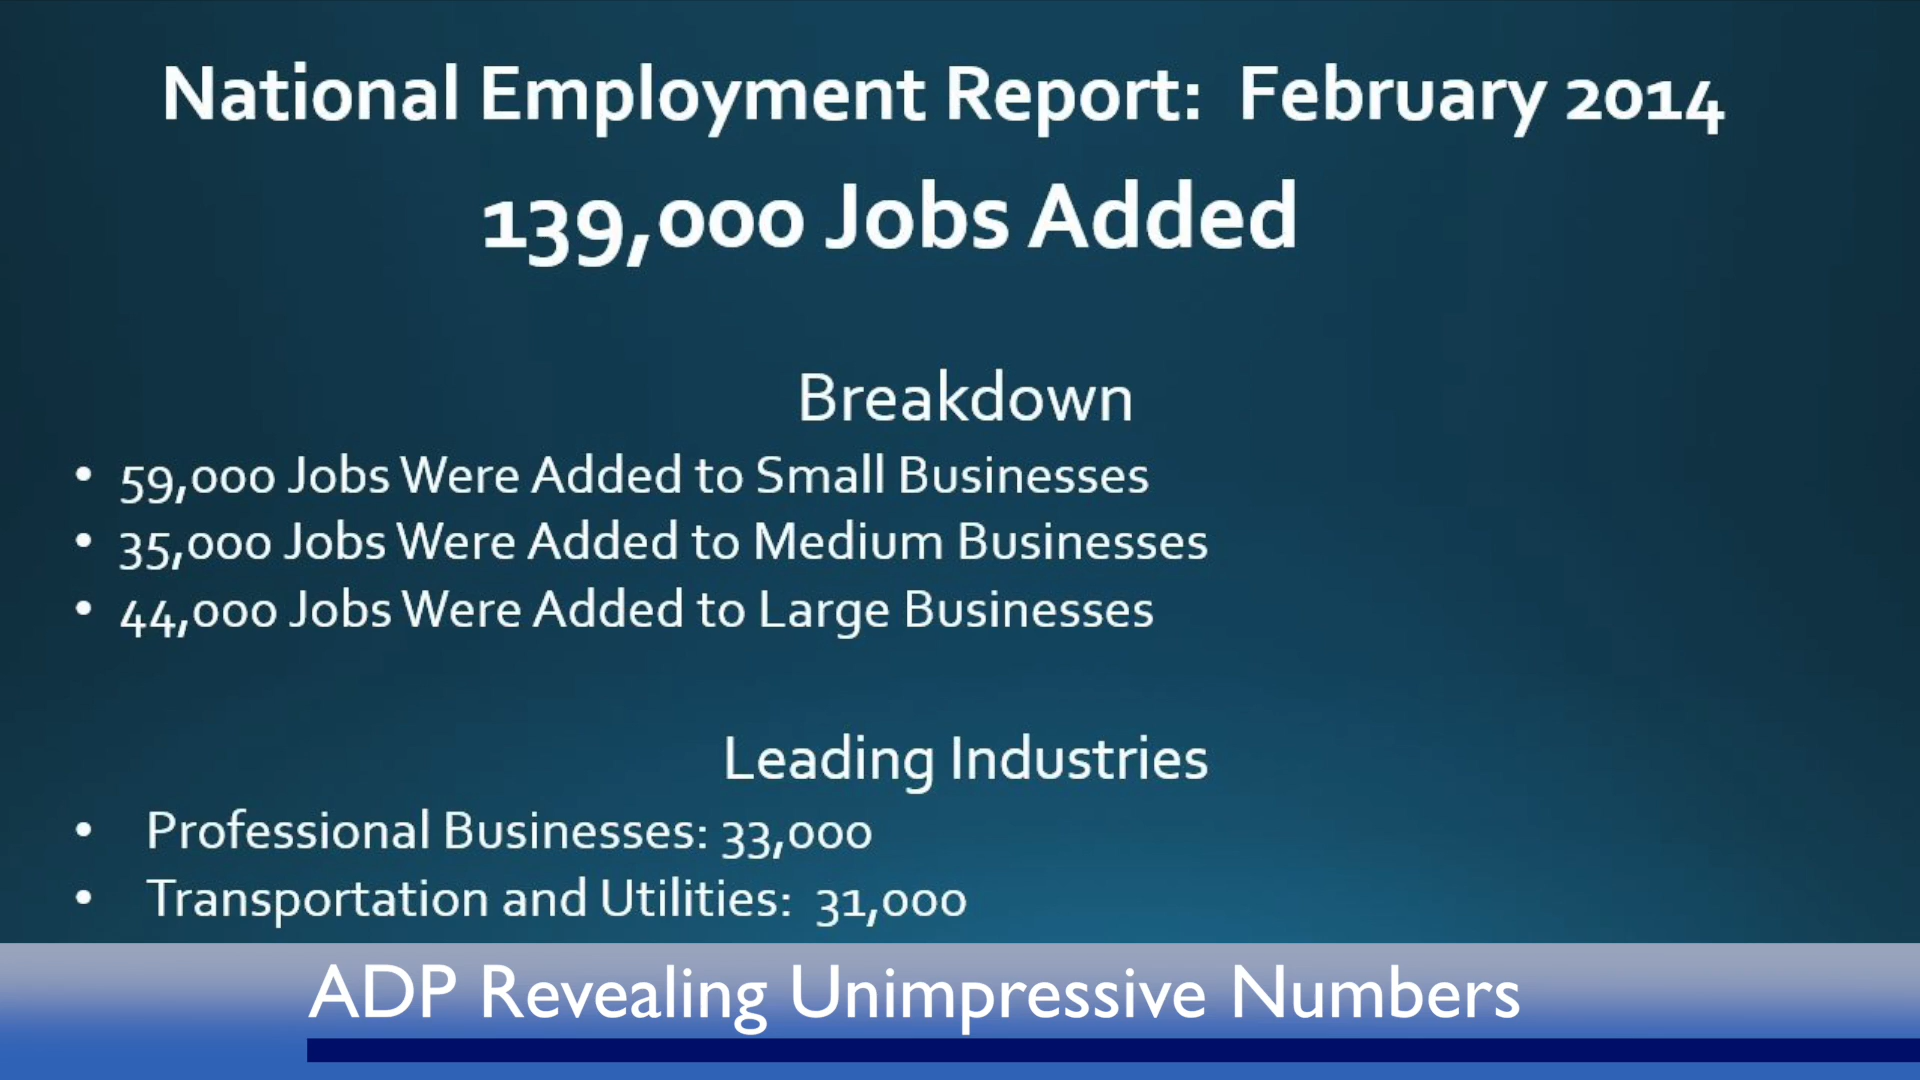 National Employment Report: February 2014
139,000 Jobs Added
Breakdown
• 59,000 Jobs Were Added to Small Businesses
• 35,000 Jobs Were Added to Medium Businesses
• 44,000 Jobs Were Added to Large Businesses
Leading Industries
• Professional Businesses: 33,000
• Transportation and Utilities: 31,000
ADP Revealing Unimpressive Numbers